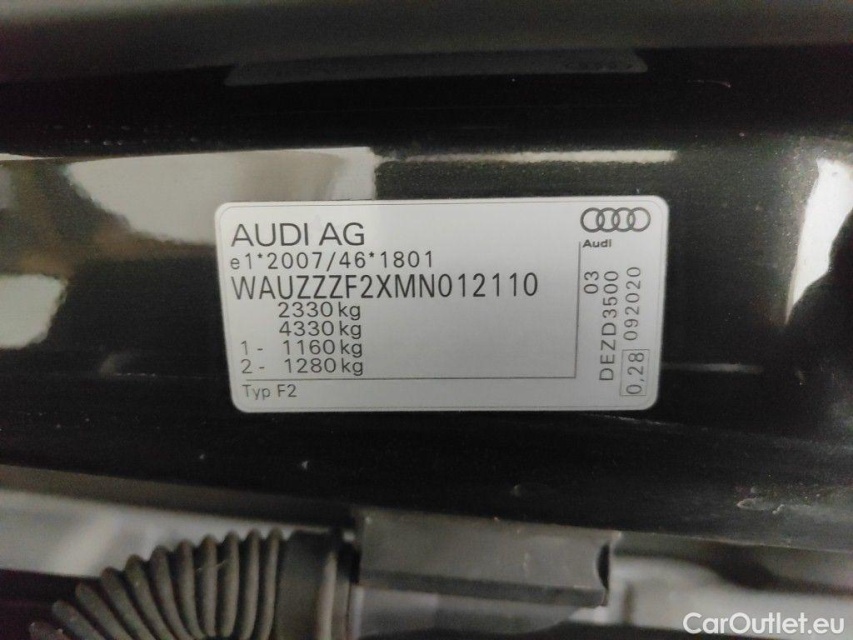 AUDI AG
e1*2007/46*1801
WAUZZZF2XMN012110
2330 kg
4330 kg
1 - 1160 kg
2 - 1280 kg
Typ F2
Audi
03
DEZD3500
0,28 092020
CarOutlet.eu